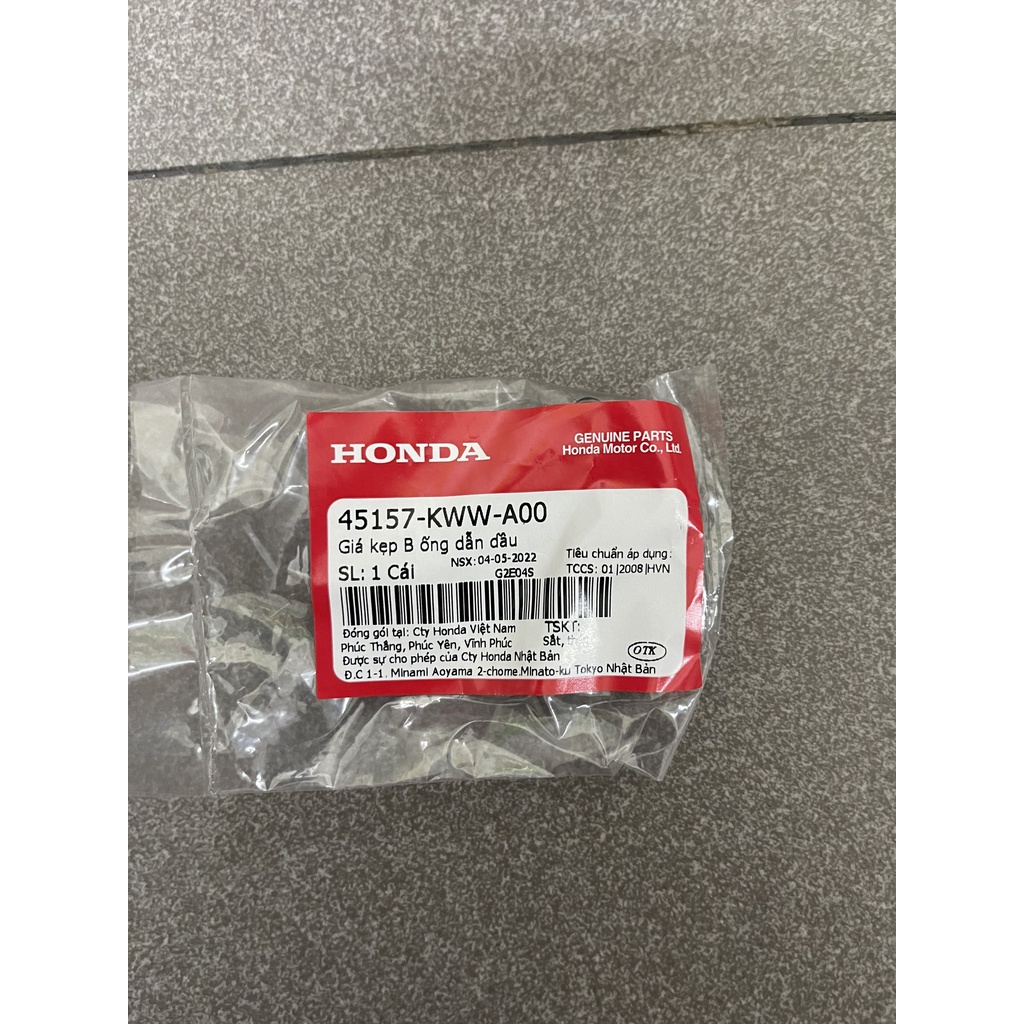 HONDA
GENUINE PARTS
Honda Motor Co., Ltd.
45157-KWW-A00
Giá kẹp B ống dẫn dầu
NSX: 04-05-2022
Tiêu chuẩn áp dụng:
SL: 1 Cái
G2E04S
TCCS: 01|2008|HVN
Đóng gói tại: Cty Honda Việt Nam
TSKT:
Phúc Thắng, Phúc Yên, Vĩnh Phúc
Sắt,
OTK
Được sự cho phép của Cty Honda Nhật Bản
Đ.C 1-1. Minami Aoyama 2-chome.Minato-ku Tokyo Nhật Bản